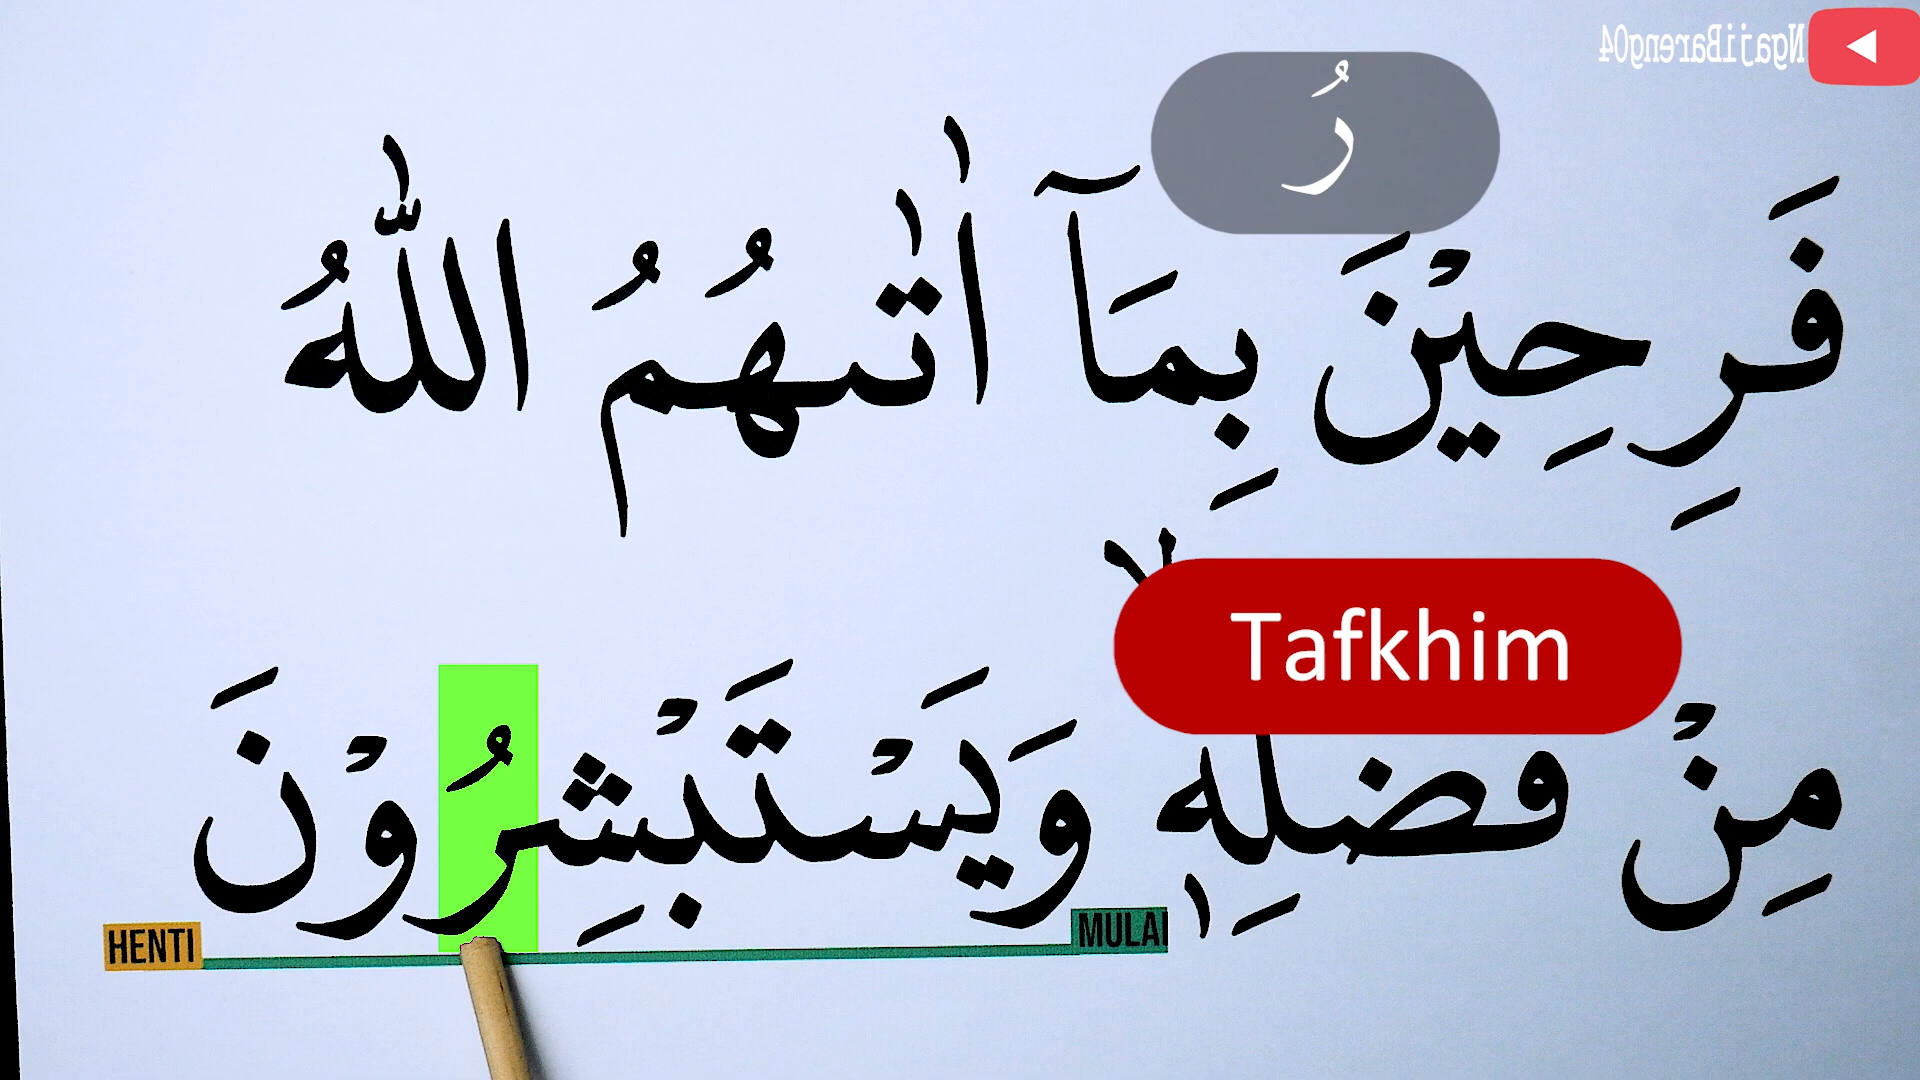 NgajiBareng04
رُ
فَرِحِيْنَ بِمَآ اٰتٰىهُمُ اللّٰهُ
Tafkhim
مِنْ فَضْلِهٖ ۙ وَيَسْتَبْشِرُوْنَ
HENTI
MULAI